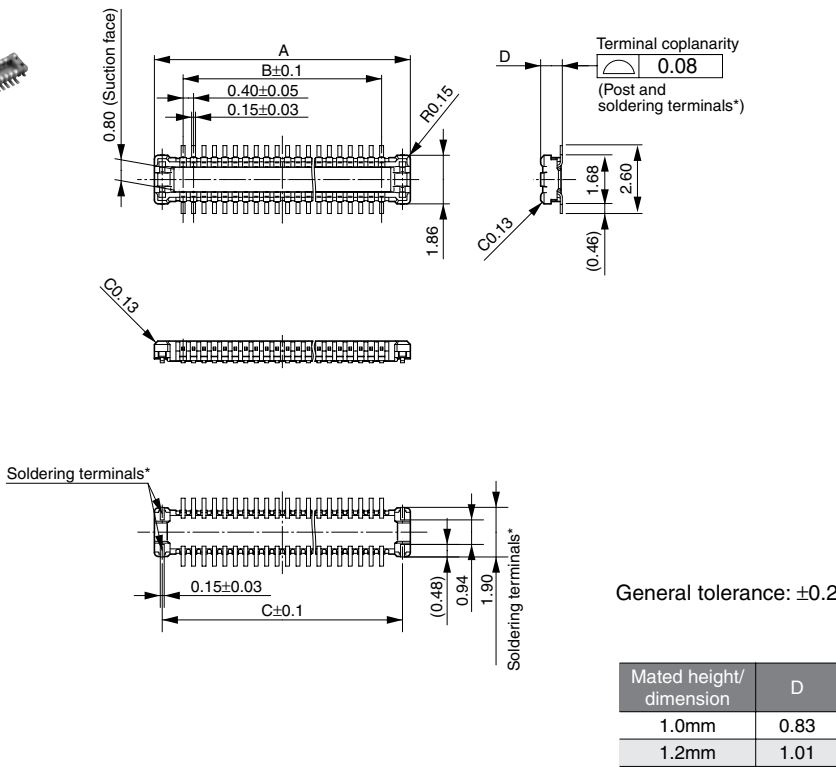 A
B±0.1
0.40±0.05
0.15±0.03
0.80 (Suction face)
R0.15
1.86
D
Terminal coplanarity
0.08
(Post and
soldering terminals*)
1.68
2.60
(0.46)
C0.13
C0.13
Soldering terminals*
0.15±0.03
C±0.1
(0.48)
0.94
1.90
Soldering terminals*
General tolerance: ±0.2
Mated height/
dimension
D
1.0mm 0.83
1.2mm 1.01